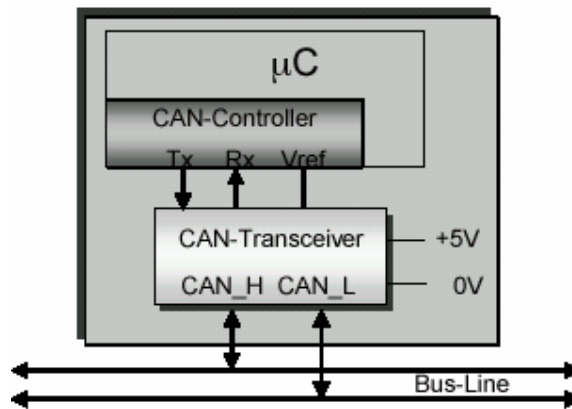 μC
CAN-Controller
Tx Rx Vref
CAN-Transceiver
+5V
CAN_H CAN_L
0V
Bus-Line